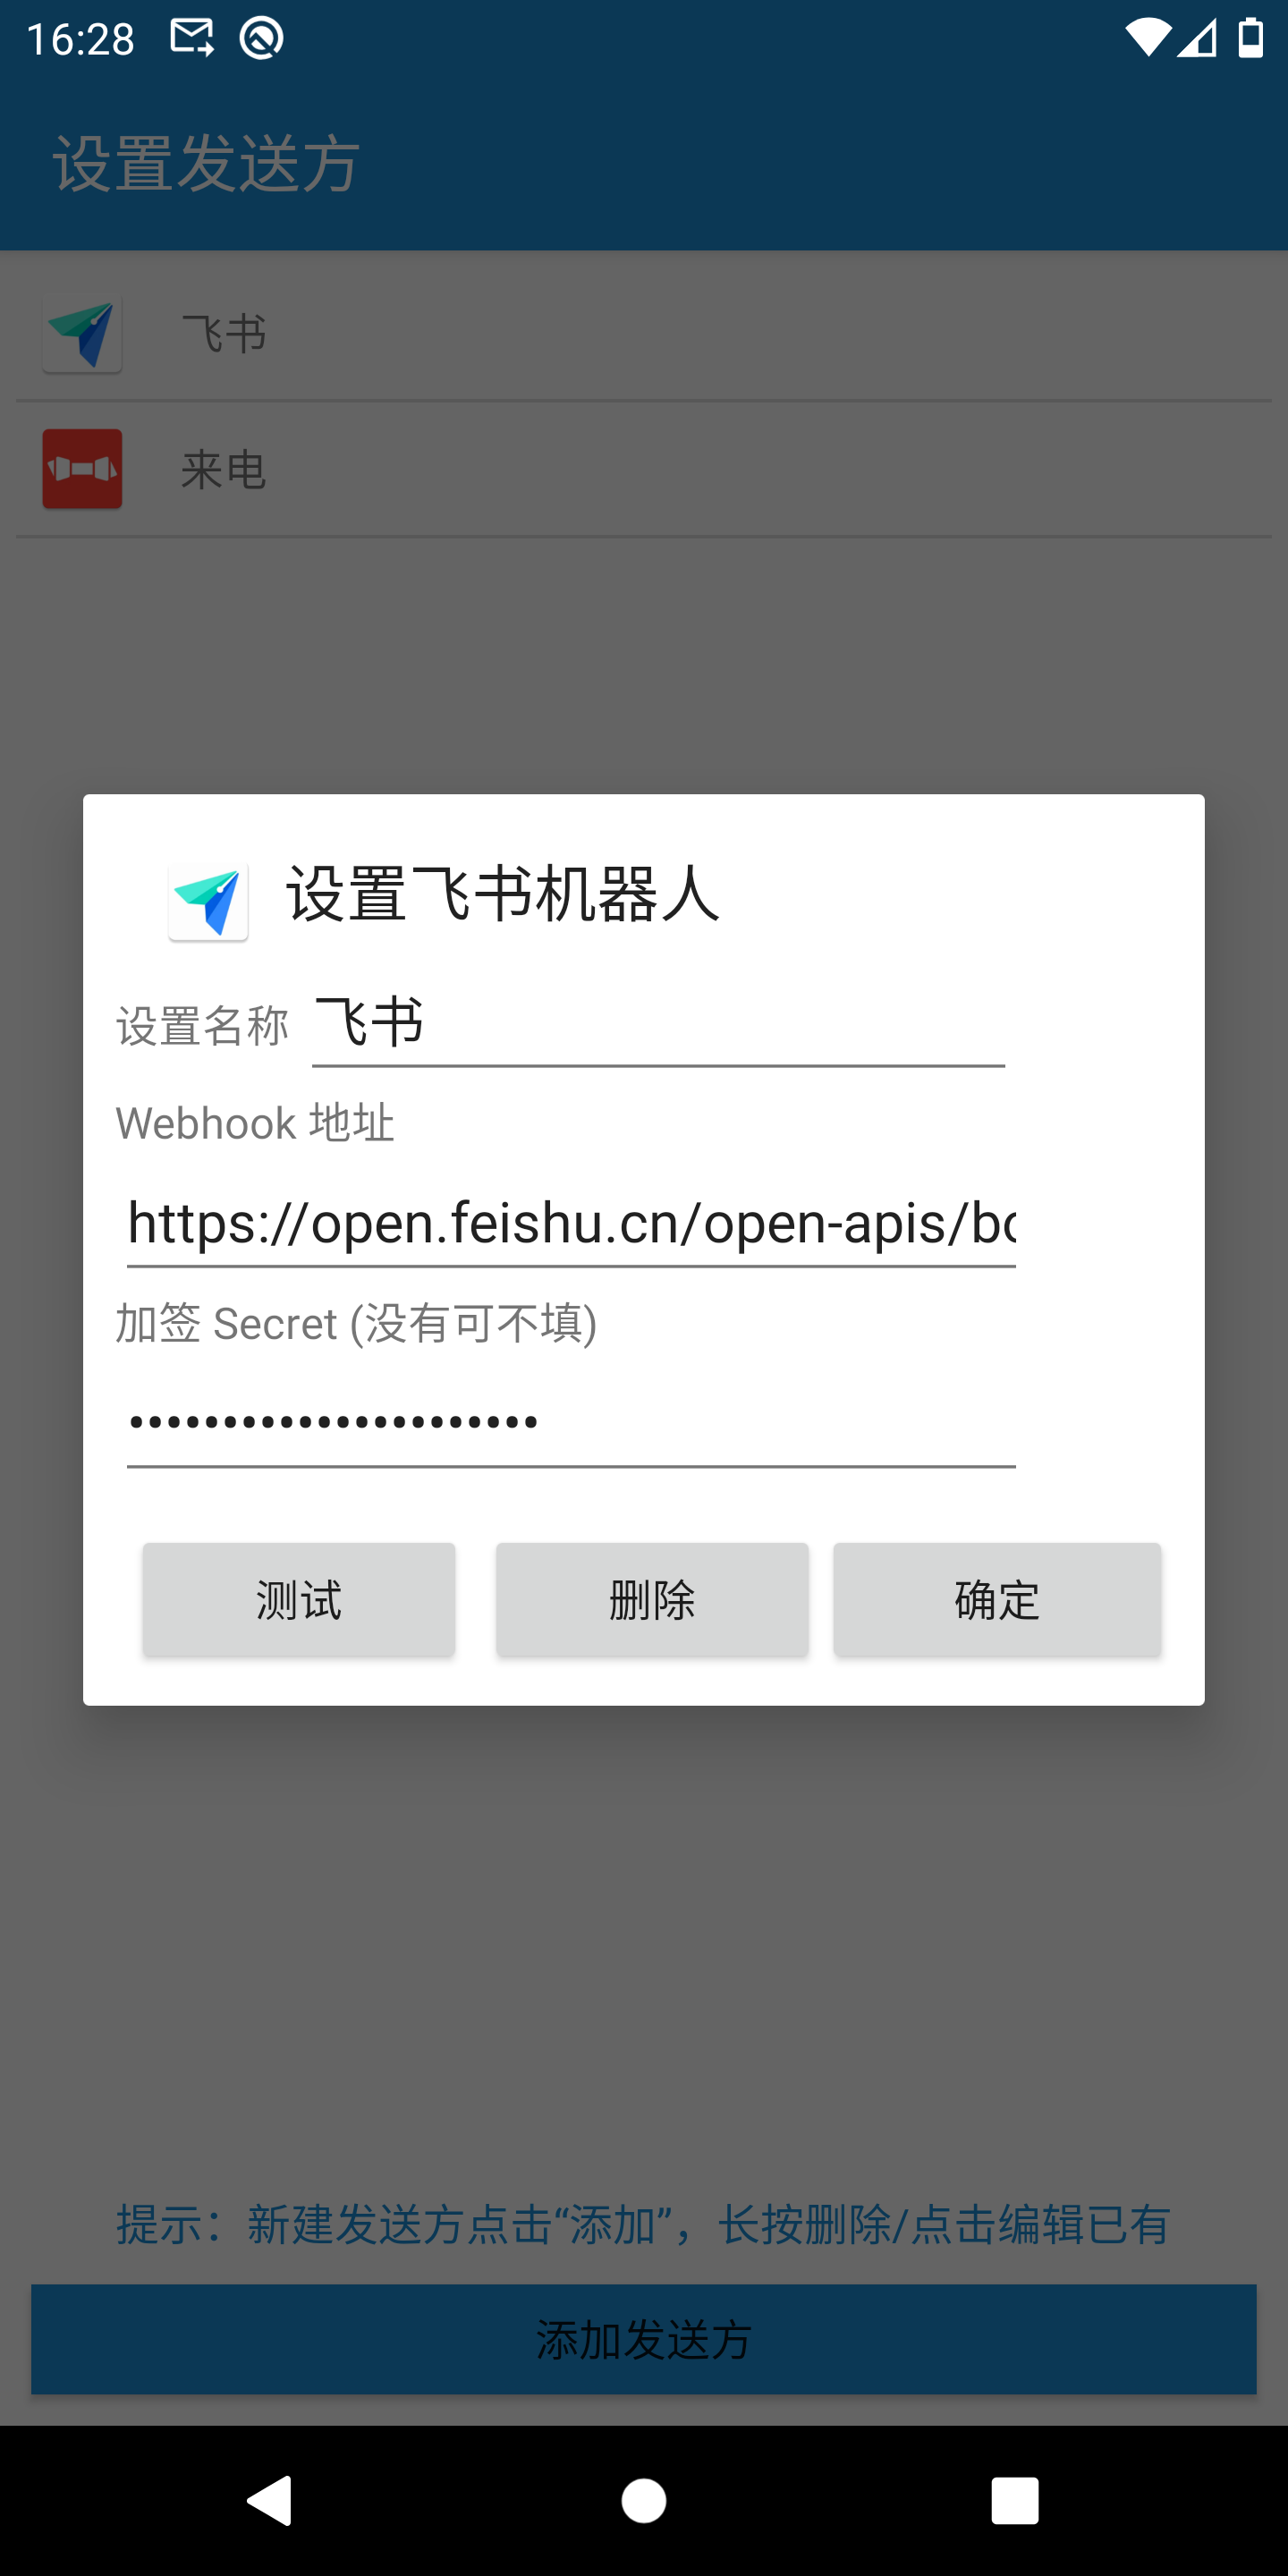 16:28
设置发送方
飞书
来电
设置飞书机器人
设置名称 飞书
Webhook 地址
https://open.feishu.cn/open-apis/bo
加签 Secret (没有可不填)
••••••••••••••••••••••
测试 删除 确定
提示：新建发送方点击“添加”，长按删除/点击编辑已有
添加发送方